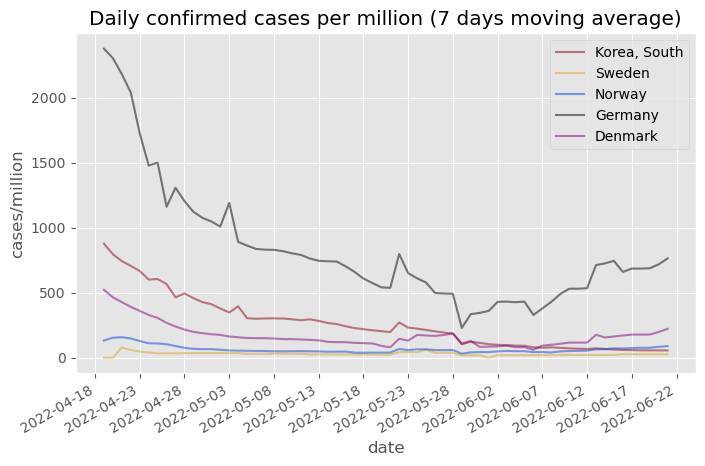 Daily confirmed cases per million (7 days moving average)
Korea, South
Sweden
Norway
Germany
Denmark
cases/million
2000
1500
1000
500
0
2022-04-18
2022-04-23
2022-04-28
2022-05-03
2022-05-08
2022-05-13
2022-05-18
2022-05-23
2022-05-28
2022-06-02
2022-06-07
2022-06-12
2022-06-17
2022-06-22
date